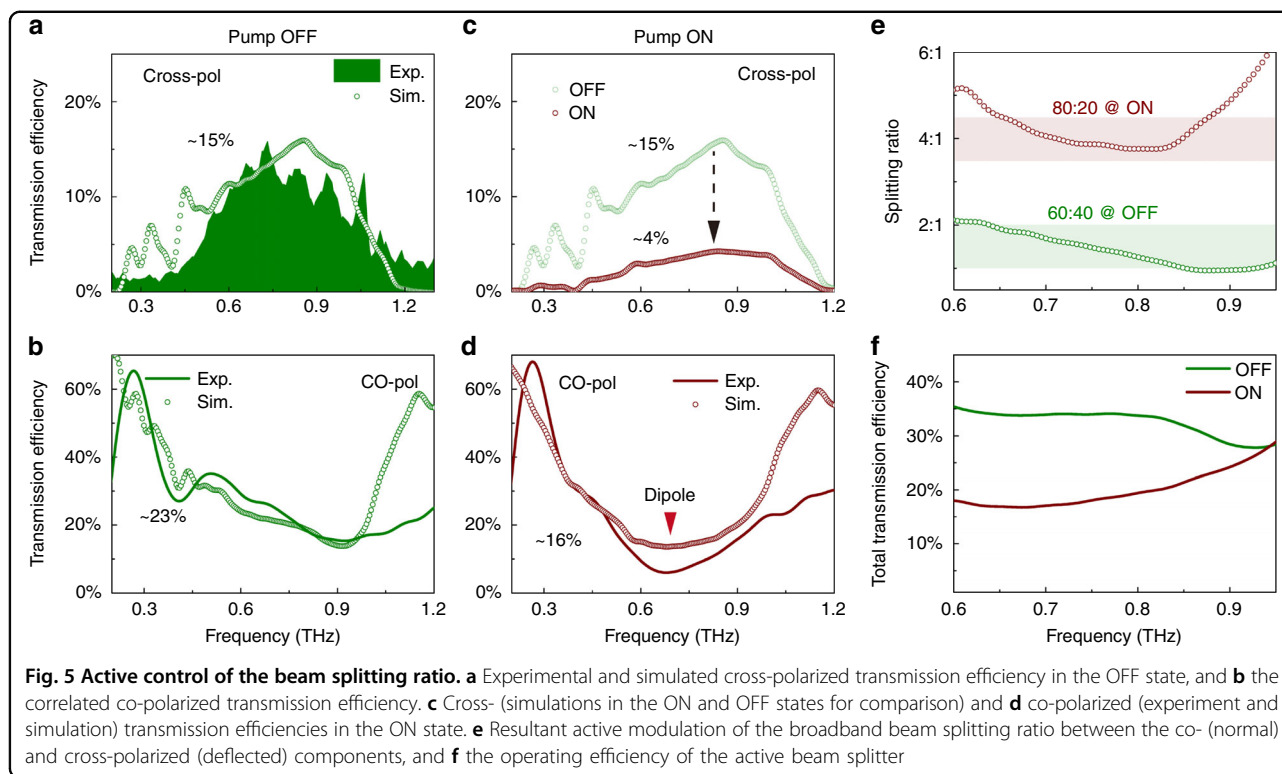 a
Pump OFF
Cross-pol
Exp.
Sim.
~15%
20%
10%
0%
Transmission efficiency
0.3 0.6 0.9 1.2
c
Pump ON
Cross-pol
OFF
ON
~15%
~4%
20%
10%
0%
0.3 0.6 0.9 1.2
e
6:1
4:1
2:1
Splitting ratio
80:20 @ ON
60:40 @ OFF
0.6 0.7 0.8 0.9
b
Exp.
Sim.
CO-pol
~23%
60%
40%
20%
0%
Transmission efficiency
0.3 0.6 0.9 1.2
Frequency (THz)
d
CO-pol
Exp.
Sim.
Dipole
~16%
60%
40%
20%
0%
0.3 0.6 0.9 1.2
Frequency (THz)
f
OFF
ON
40%
30%
20%
10%
Total transmission efficiency
0.6 0.7 0.8 0.9
Frequency (THz)
Fig. 5 Active control of the beam splitting ratio. a Experimental and simulated cross-polarized transmission efficiency in the OFF state, and b the
correlated co-polarized transmission efficiency. c Cross- (simulations in the ON and OFF states for comparison) and d co-polarized (experiment and
simulation) transmission efficiencies in the ON state. e Resultant active modulation of the broadband beam splitting ratio between the co- (normal)
and cross-polarized (deflected) components, and f the operating efficiency of the active beam splitter